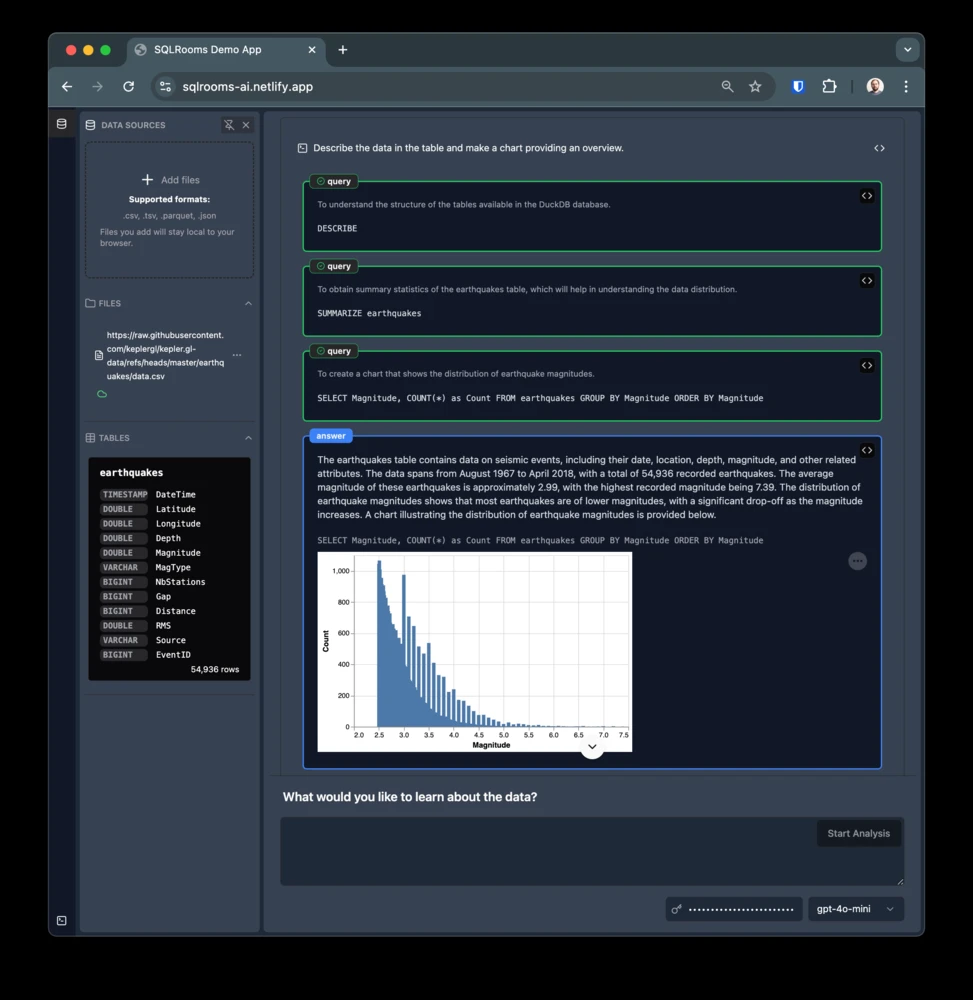 SQLRooms Demo App
sqlrooms-ai.netlify.app
DATA SOURCES
Add files
Supported formats:
.csv, .tsv, .parquet, .json
Files you add will stay local to your
browser.
FILES
https://raw.githubusercontent.
com/keplergl/kepler.gl-
data/refs/heads/master/earthq
uakes/data.csv
TABLES
earthquakes
TIMESTAMP DateTime
DOUBLE Latitude
DOUBLE Longitude
DOUBLE Depth
DOUBLE Magnitude
VARCHAR MagType
BIGINT NbStations
BIGINT Gap
BIGINT Distance
DOUBLE RMS
VARCHAR Source
BIGINT EventID
54,936 rows
Describe the data in the table and make a chart providing an overview.
query
To understand the structure of the tables available in the DuckDB database.
DESCRIBE
query
To obtain summary statistics of the earthquakes table, which will help in understanding the data distribution.
SUMMARIZE earthquakes
query
To create a chart that shows the distribution of earthquake magnitudes.
SELECT Magnitude, COUNT(*) as Count FROM earthquakes GROUP BY Magnitude ORDER BY Magnitude
answer
The earthquakes table contains data on seismic events, including their date, location, depth, magnitude, and other related
attributes. The data spans from August 1967 to April 2018, with a total of 54,936 recorded earthquakes. The average
magnitude of these earthquakes is approximately 2.99, with the highest recorded magnitude being 7.39. The distribution of
earthquake magnitudes shows that most earthquakes are of lower magnitudes, with a significant drop-off as the magnitude
increases. A chart illustrating the distribution of earthquake magnitudes is provided below.
SELECT Magnitude, COUNT(*) as Count FROM earthquakes GROUP BY Magnitude ORDER BY Magnitude
1,000
800
600
400
200
0
Count
2.0 2.5 3.0 3.5 4.0 4.5 5.0 5.5 6.0 6.5 7.0 7.5
Magnitude
What would you like to learn about the data?
Start Analysis
gpt-4o-mini